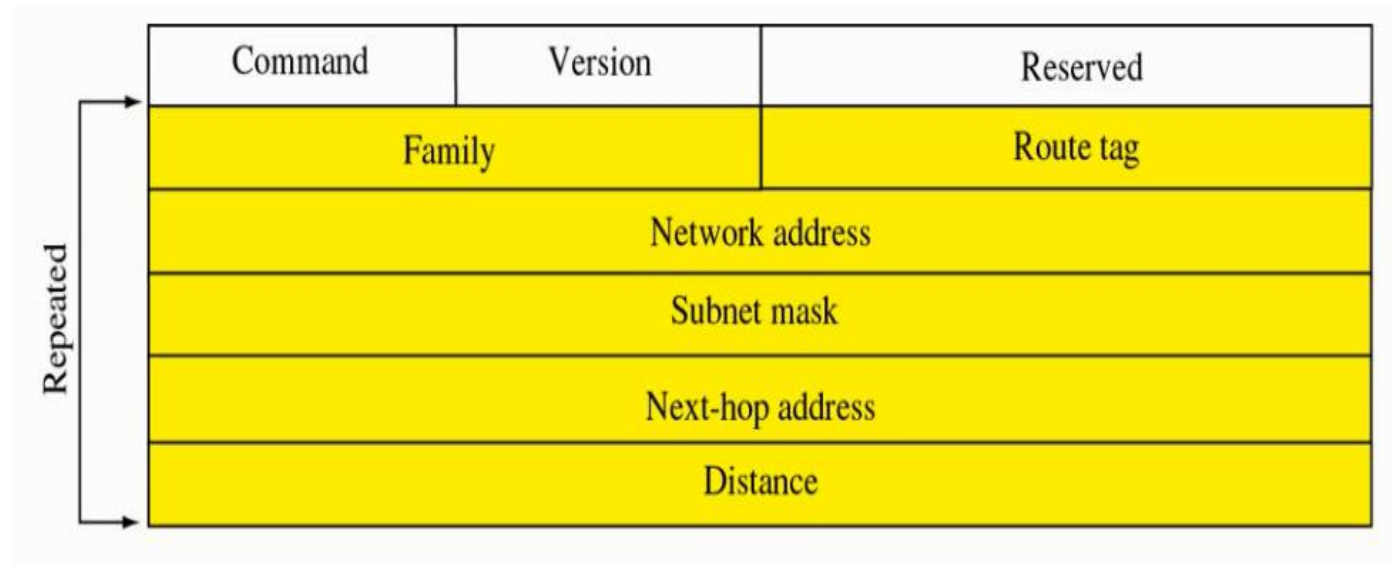 Command Version Reserved
Family Route tag
Network address
Subnet mask
Next-hop address
Distance
Repeated